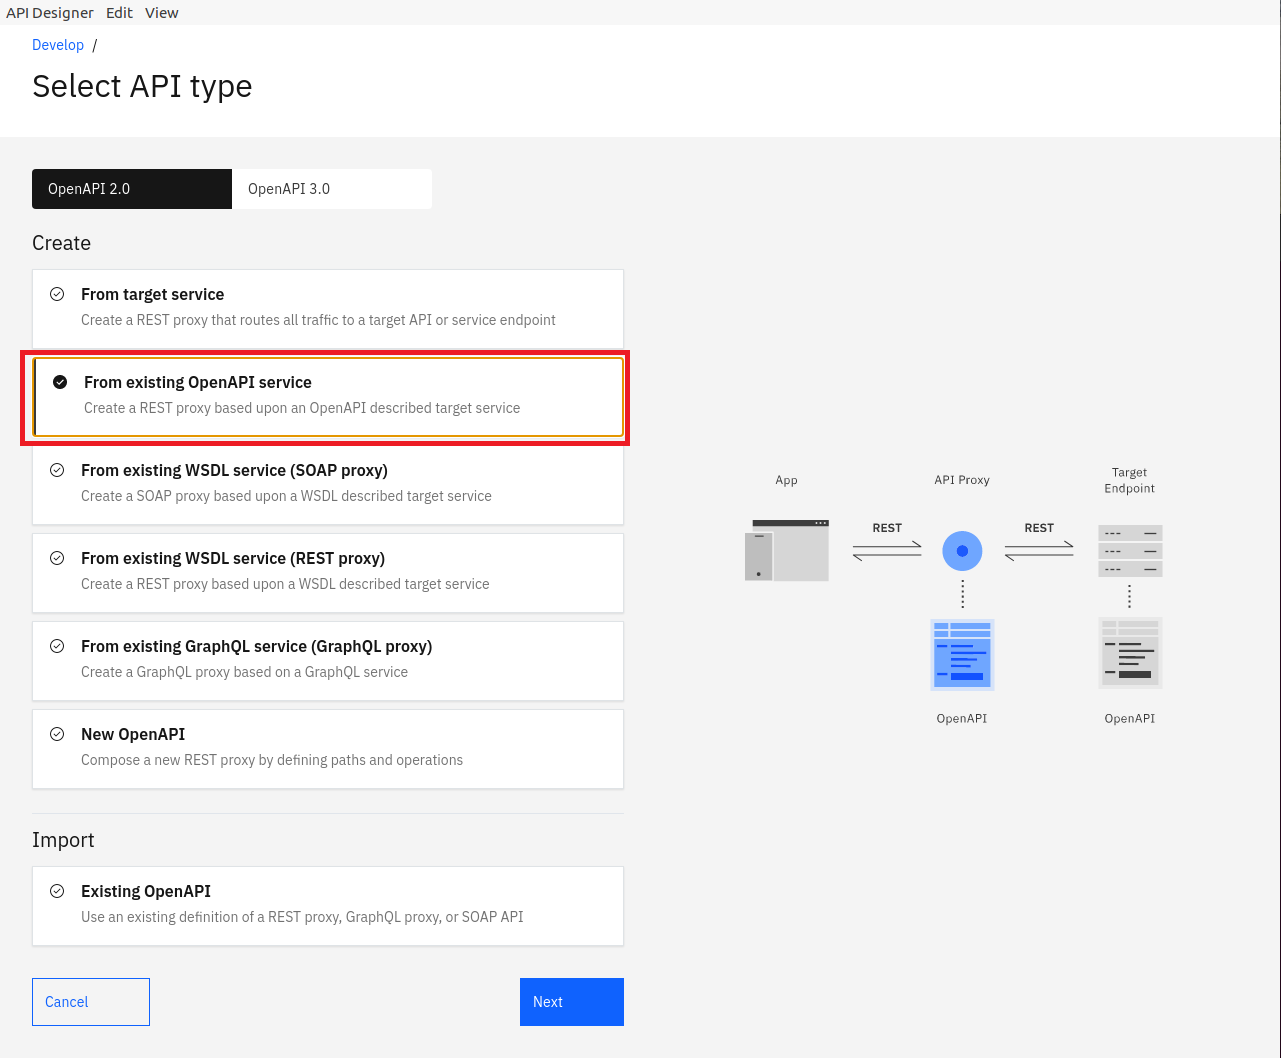 API Designer Edit View
Develop /
Select API type
OpenAPI 2.0 OpenAPI 3.0
Create
From target service
Create a REST proxy that routes all traffic to a target API or service endpoint
From existing OpenAPI service
Create a REST proxy based upon an OpenAPI described target service
From existing WSDL service (SOAP proxy)
Create a SOAP proxy based upon a WSDL described target service
From existing WSDL service (REST proxy)
Create a REST proxy based upon a WSDL described target service
From existing GraphQL service (GraphQL proxy)
Create a GraphQL proxy based on a GraphQL service
New OpenAPI
Compose a new REST proxy by defining paths and operations
Import
Existing OpenAPI
Use an existing definition of a REST proxy, GraphQL proxy, or SOAP API
Cancel Next
App API Proxy Target
Endpoint
REST REST
OpenAPI OpenAPI